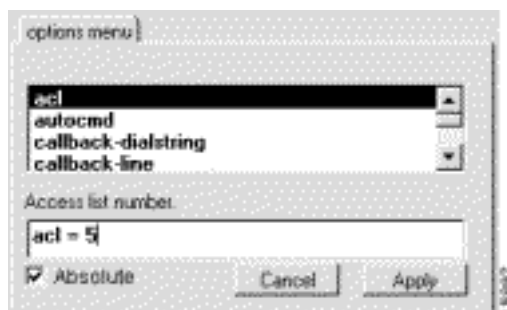 options menu
acl
autocmd
callback-dialstring
callback-line
Access list number.
acl = 5
Absolute
Cancel
Apply